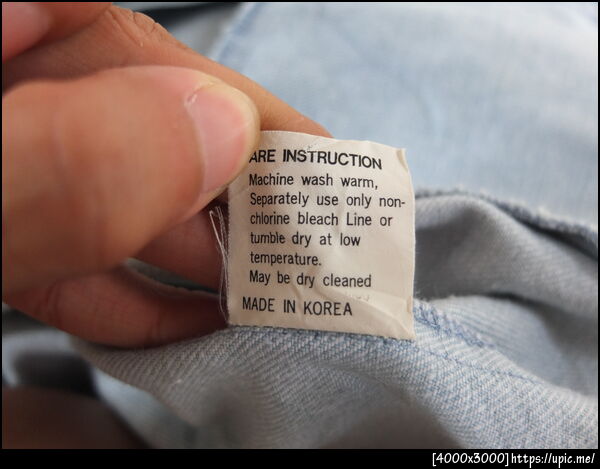 ARE INSTRUCTION
Machine wash warm,
Separately use only non-
chlorine bleach Line or
tumble dry at low
temperature.
May be dry cleaned
MADE IN KOREA
[4000x3000]https://upic.me/